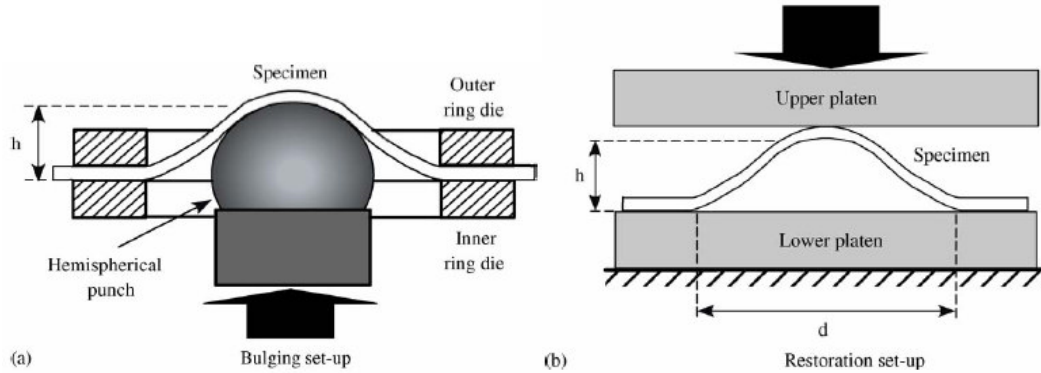 Specimen
Outer
ring die
h
Hemispherical
punch
Inner
ring die
(a)
Bulging set-up
Upper platen
h
Specimen
Lower platen
d
(b)
Restoration set-up